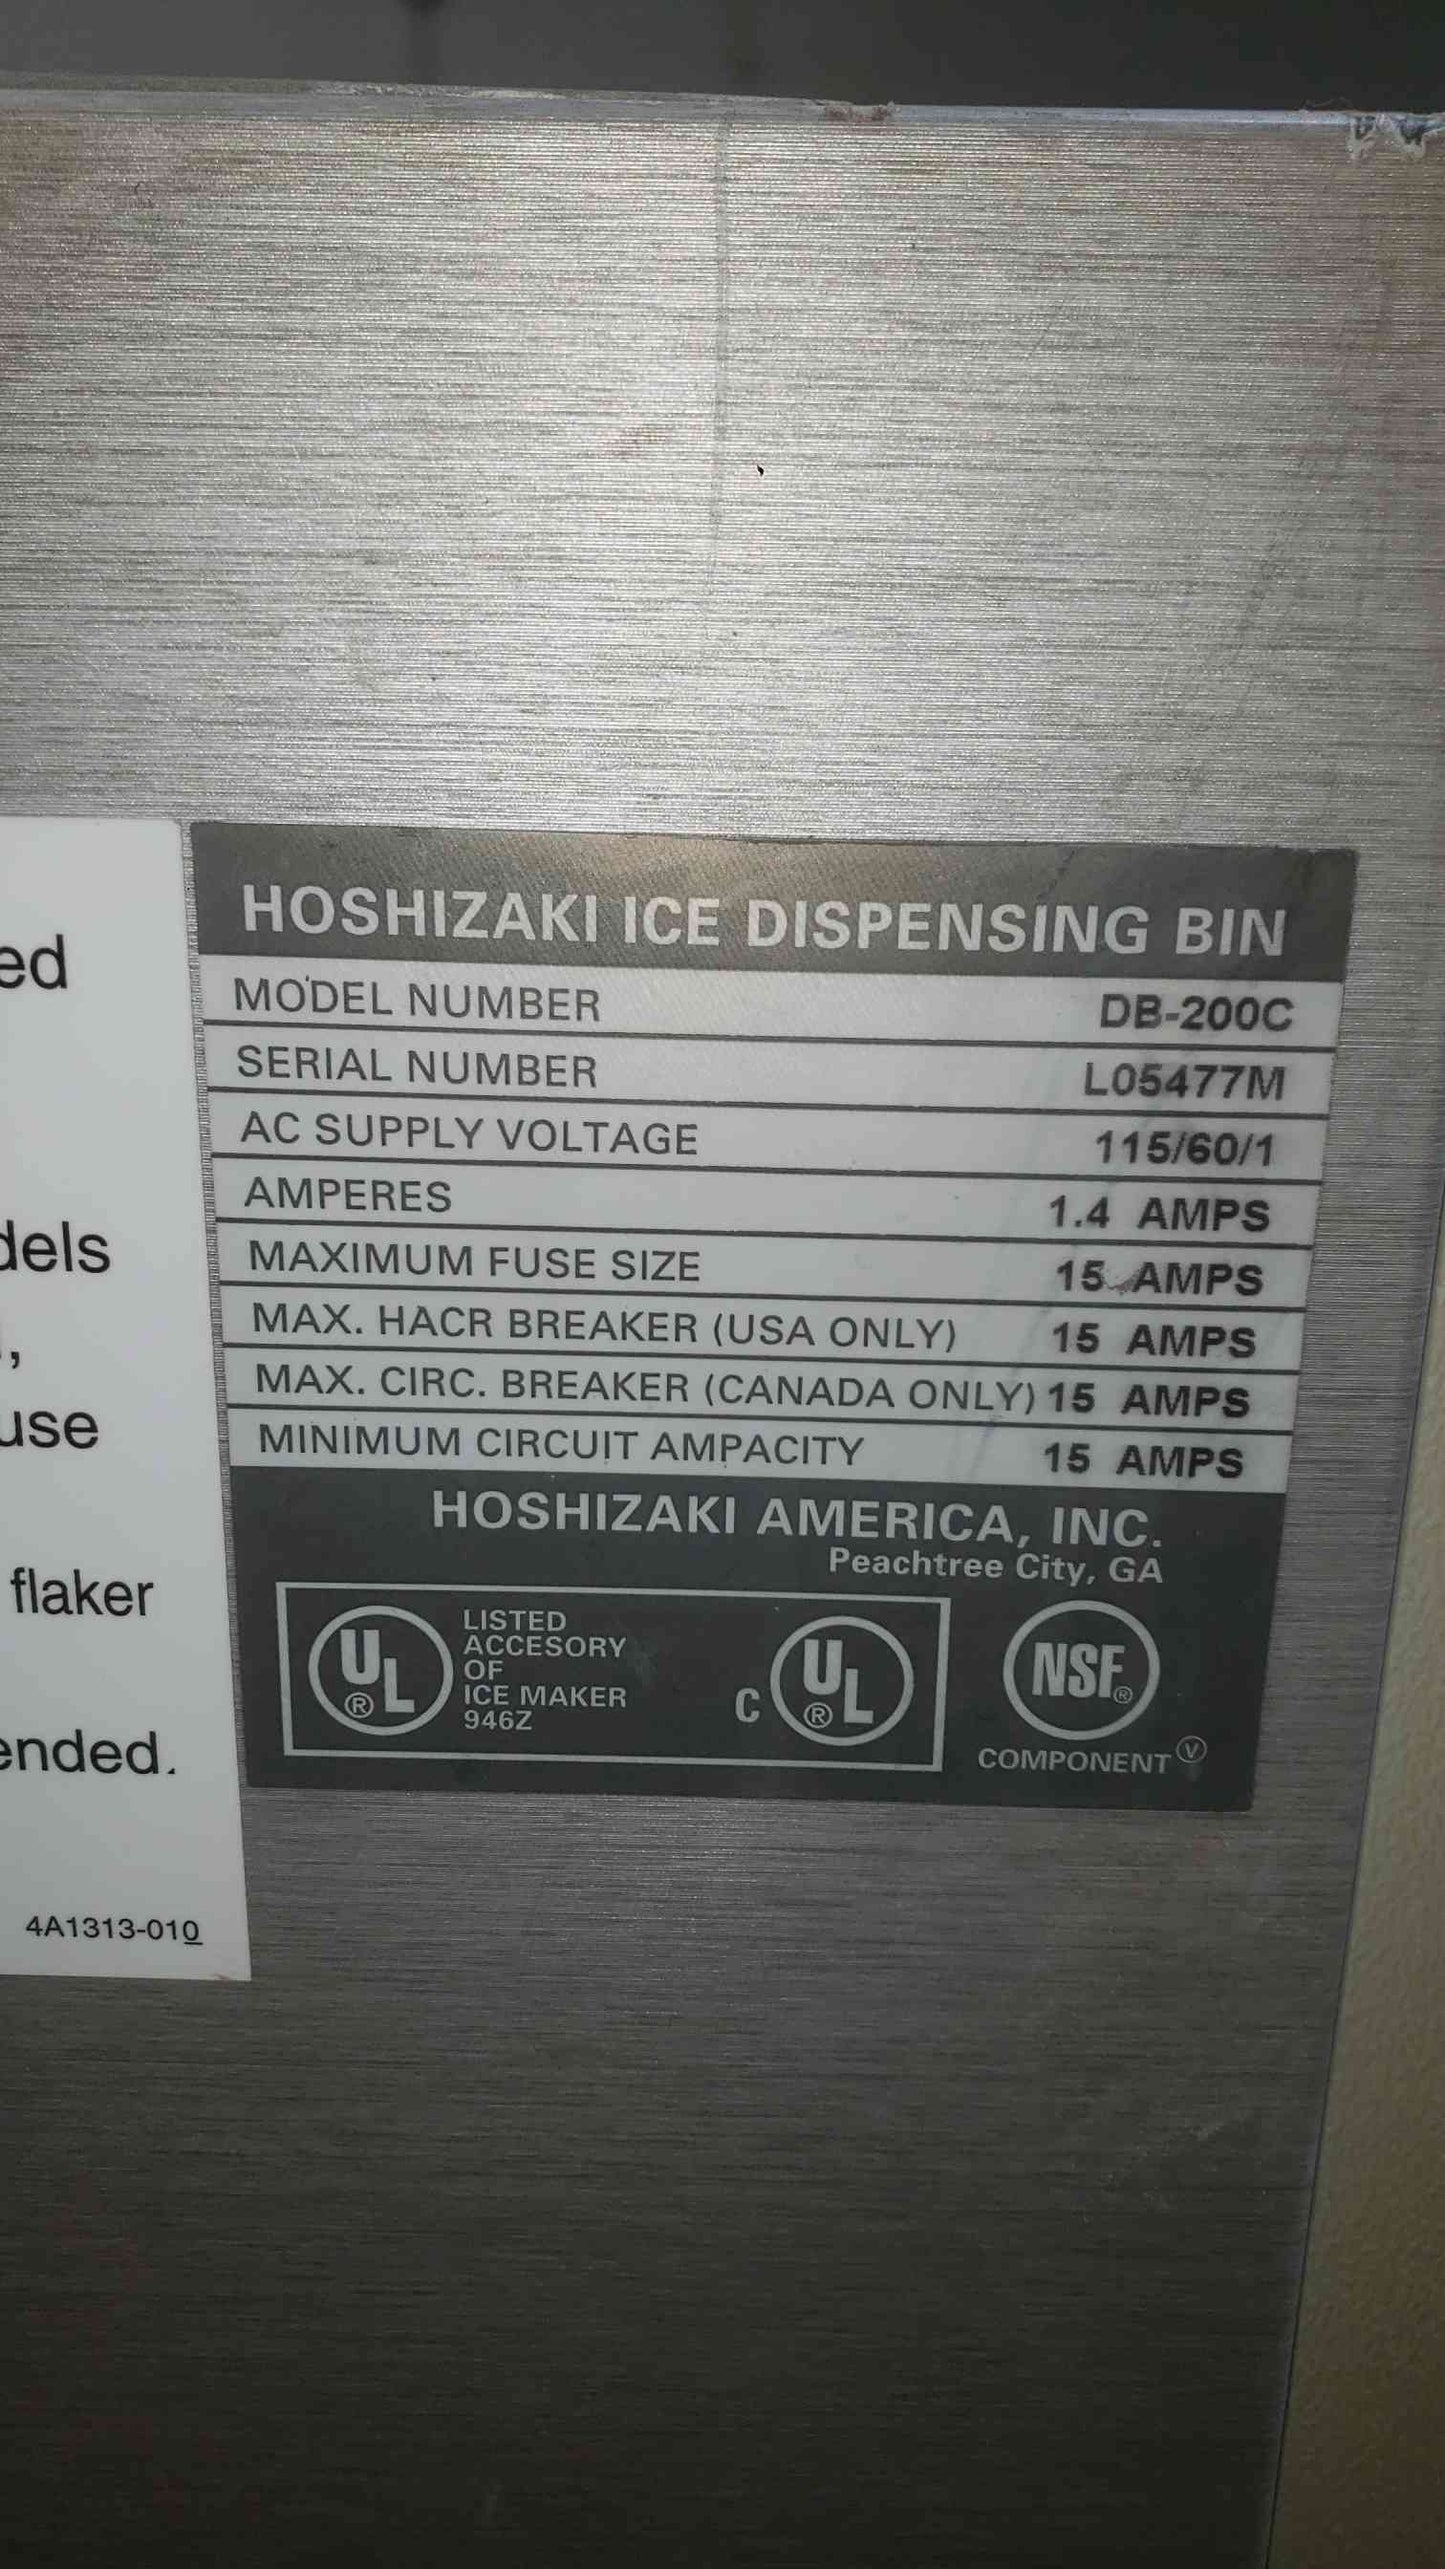 ed
dels
,
use
flaker
ended.
4A1313-010
HOSHIZAKI ICE DISPENSING BIN
MODEL NUMBER DB-200C
SERIAL NUMBER L05477M
AC SUPPLY VOLTAGE 115/60/1
AMPERES 1.4 AMPS
MAXIMUM FUSE SIZE 15 AMPS
MAX. HACR BREAKER (USA ONLY) 15 AMPS
MAX. CIRC. BREAKER (CANADA ONLY) 15 AMPS
MINIMUM CIRCUIT AMPACITY 15 AMPS
HOSHIZAKI AMERICA, INC.
Peachtree City, GA
UL®
LISTED
ACCESORY
OF
ICE MAKER
946Z
C UL®
NSF®
COMPONENT Ⓥ